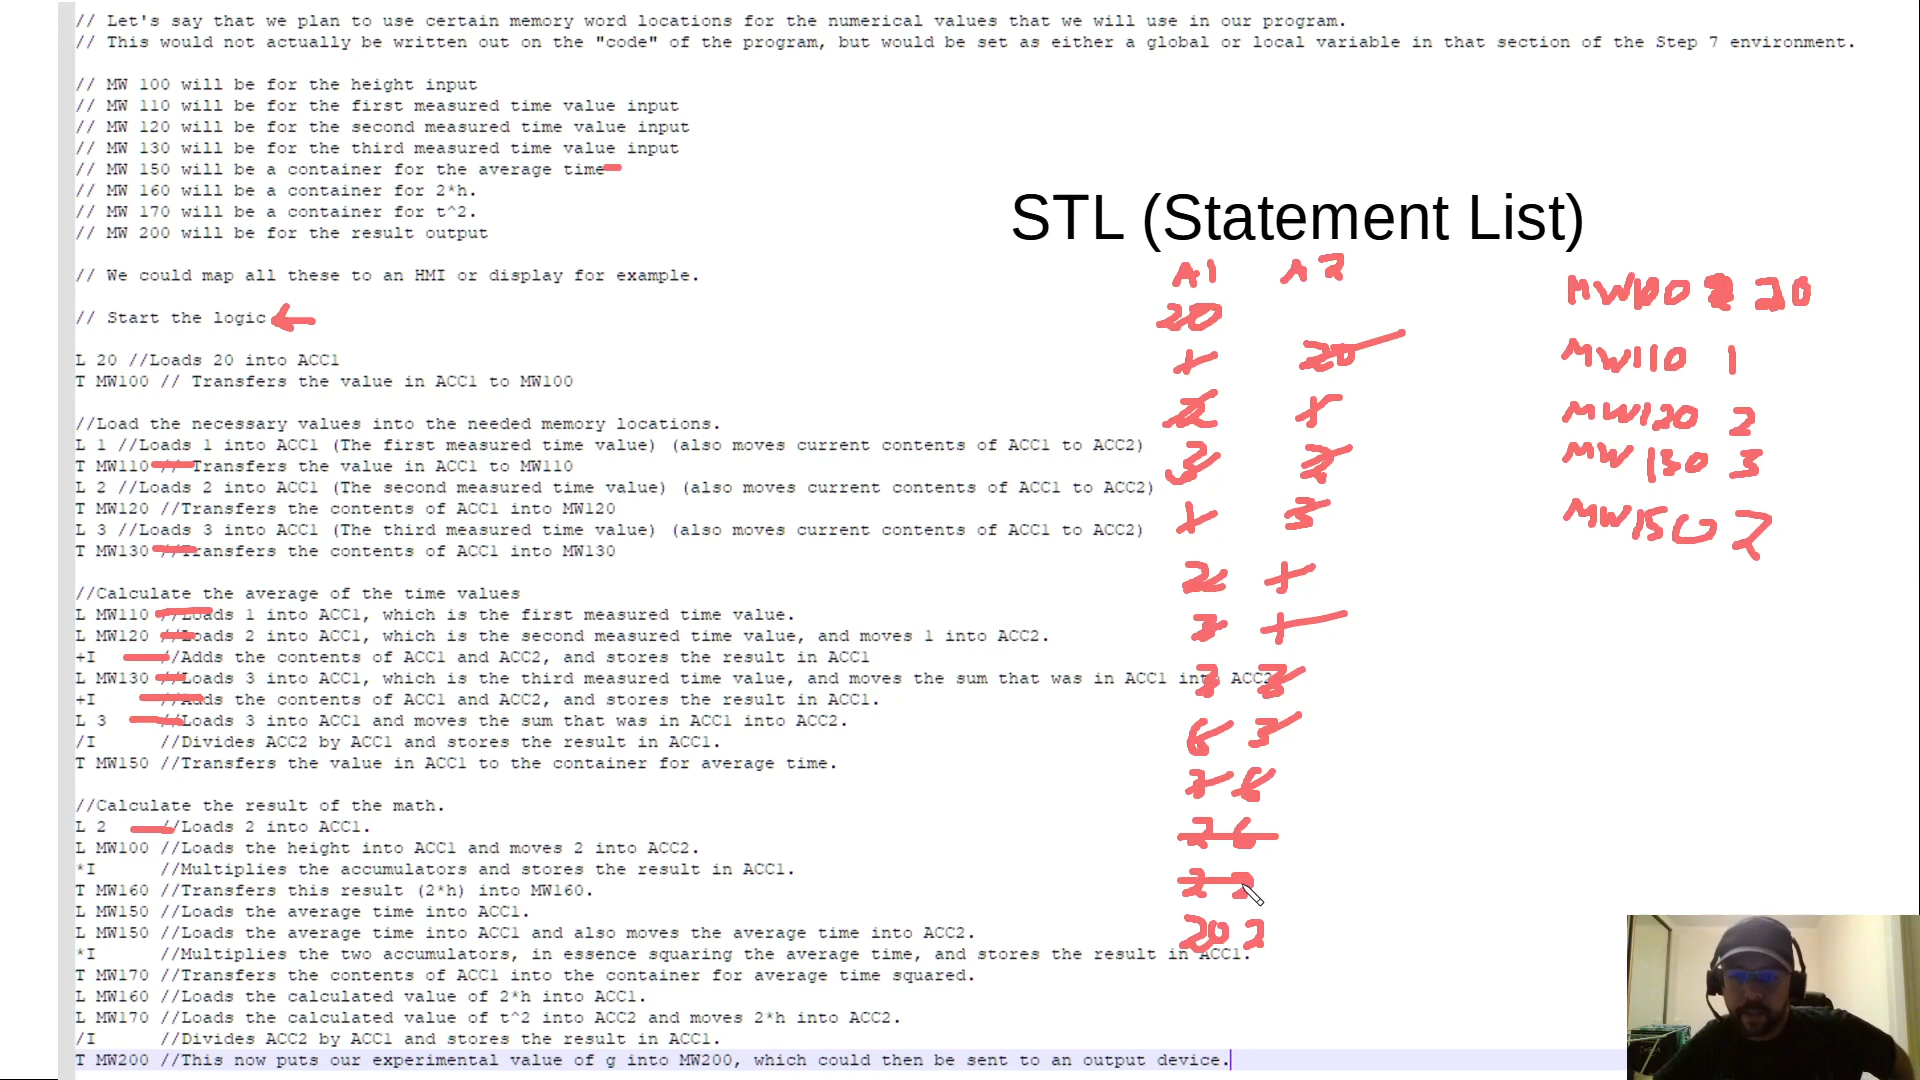 // Let's say that we plan to use certain memory word locations for the numerical values that we will use in our program.
// This would not actually be written out on the "code" of the program, but would be set as either a global or local variable in that section of the Step 7 environment.
// MW 100 will be for the height input
// MW 110 will be for the first measured time value input
// MW 120 will be for the second measured time value input
// MW 130 will be for the third measured time value input
// MW 150 will be a container for the average time
// MW 160 will be a container for 2*h.
// MW 170 will be a container for t^2.
// MW 200 will be for the result output
// We could map all these to an HMI or display for example.
// Start the logic
L 20 //Loads 20 into ACC1
T MW100 // Transfers the value in ACC1 to MW100
//Load the necessary values into the needed memory locations.
L 1 //Loads 1 into ACC1 (The first measured time value) (also moves current contents of ACC1 to ACC2)
T MW110 // Transfers the value in ACC1 to MW110
L 2 //Loads 2 into ACC1 (The second measured time value) (also moves current contents of ACC1 to ACC2)
T MW120 //Transfers the contents of ACC1 into MW120
L 3 //Loads 3 into ACC1 (The third measured time value) (also moves current contents of ACC1 to ACC2)
T MW130 //Transfers the contents of ACC1 into MW130
//Calculate the average of the time values
L MW110 //Loads 1 into ACC1, which is the first measured time value.
L MW120 //Loads 2 into ACC1, which is the second measured time value, and moves 1 into ACC2.
+I //Adds the contents of ACC1 and ACC2, and stores the result in ACC1
L MW130 //Loads 3 into ACC1, which is the third measured time value, and moves the sum that was in ACC1 into ACC2
+I //Adds the contents of ACC1 and ACC2, and stores the result in ACC1.
L 3 //Loads 3 into ACC1 and moves the sum that was in ACC1 into ACC2.
/I //Divides ACC2 by ACC1 and stores the result in ACC1.
T MW150 //Transfers the value in ACC1 to the container for average time.
//Calculate the result of the math.
L 2 //Loads 2 into ACC1.
L MW100 //Loads the height into ACC1 and moves 2 into ACC2.
*I //Multiplies the accumulators and stores the result in ACC1.
T MW160 //Transfers this result (2*h) into MW160.
L MW150 //Loads the average time into ACC1.
L MW150 //Loads the average time into ACC1 and also moves the average time into ACC2.
*I //Multiplies the two accumulators, in essence squaring the average time, and stores the result in ACC1.
T MW170 //Transfers the contents of ACC1 into the container for average time squared.
L MW160 //Loads the calculated value of 2*h into ACC1.
L MW170 //Loads the calculated value of t^2 into ACC2 and moves 2*h into ACC2.
/I //Divides ACC2 by ACC1 and stores the result in ACC1.
T MW200 //This now puts our experimental value of g into MW200, which could then be sent to an output device.
STL (Statement List)
A1 A2
20
1 20
2 1
3 2
1 3
2 1
3 1
3 3
6 3
3 6
2 6
2 2
20 2
MW100 20
MW110 1
MW120 2
MW130 3
MW150 2